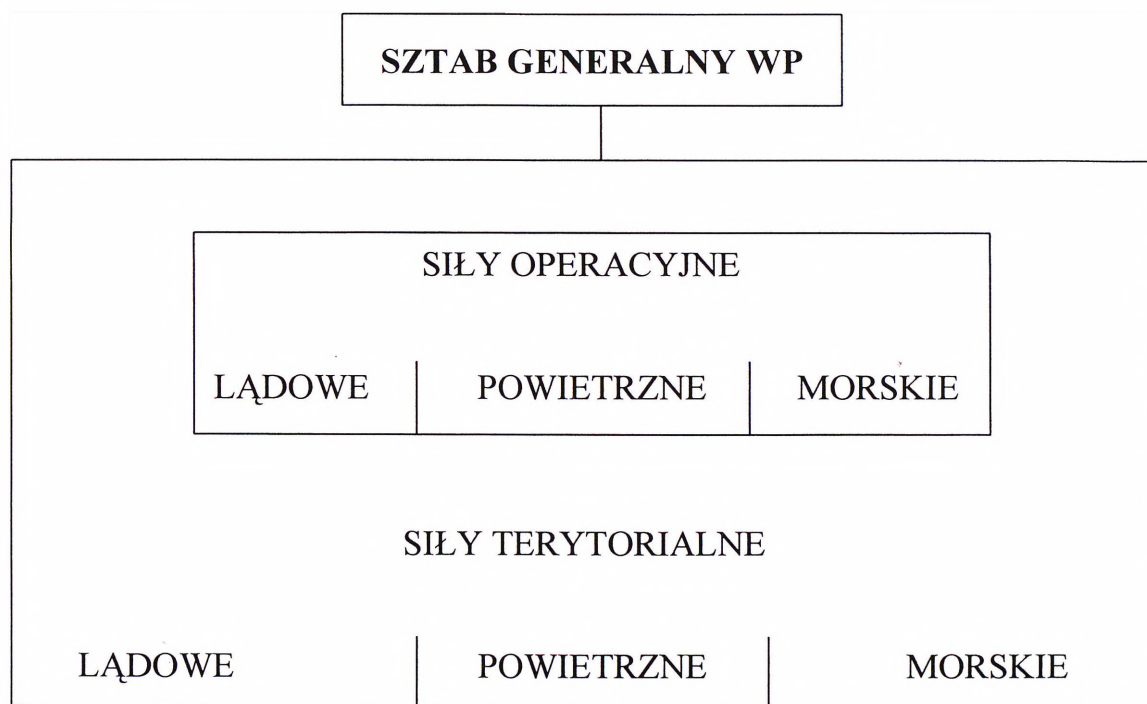 SZTAB GENERALNY WP
SIŁY OPERACYJNE
LĄDOWE POWIETRZNE MORSKIE
SIŁY TERYTORIALNE
LĄDOWE POWIETRZNE MORSKIE